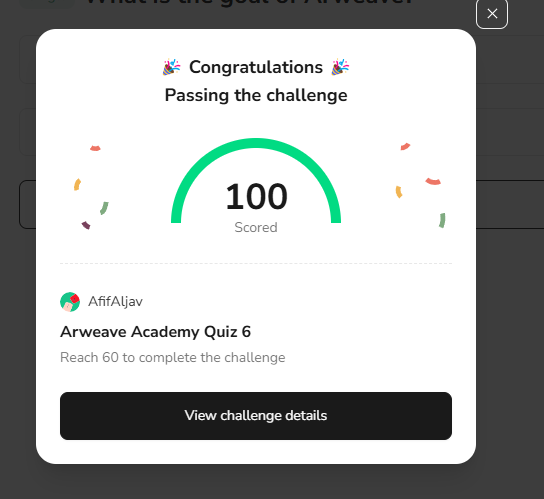 What is the goal of Arweave?
🎉 Congratulations 🎉
Passing the challenge
100
Scored
AfifAljav
Arweave Academy Quiz 6
Reach 60 to complete the challenge
View challenge details